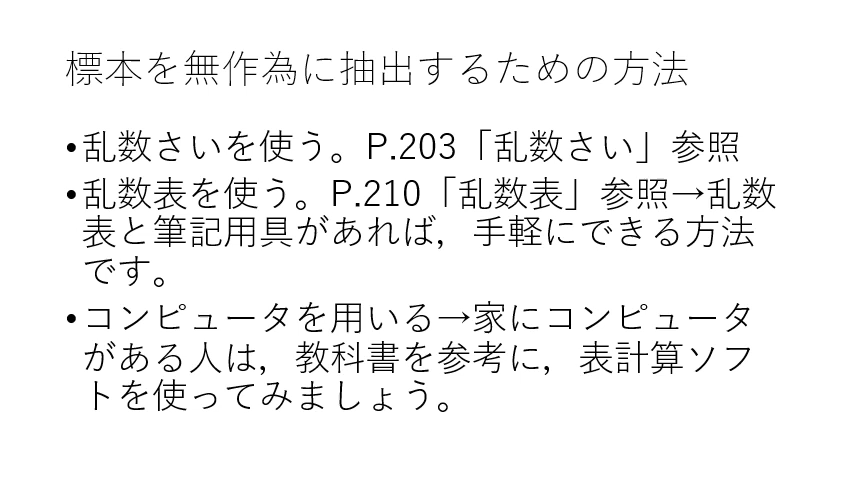 標本を無作為に抽出するための方法
•乱数さいを使う。P.203「乱数さい」参照
•乱数表を使う。P.210「乱数表」参照→乱数
表と筆記用具があれば，手軽にできる方法
です。
•コンピュータを用いる→家にコンピュータ
がある人は，教科書を参考に，表計算ソフ
トを使ってみましょう。